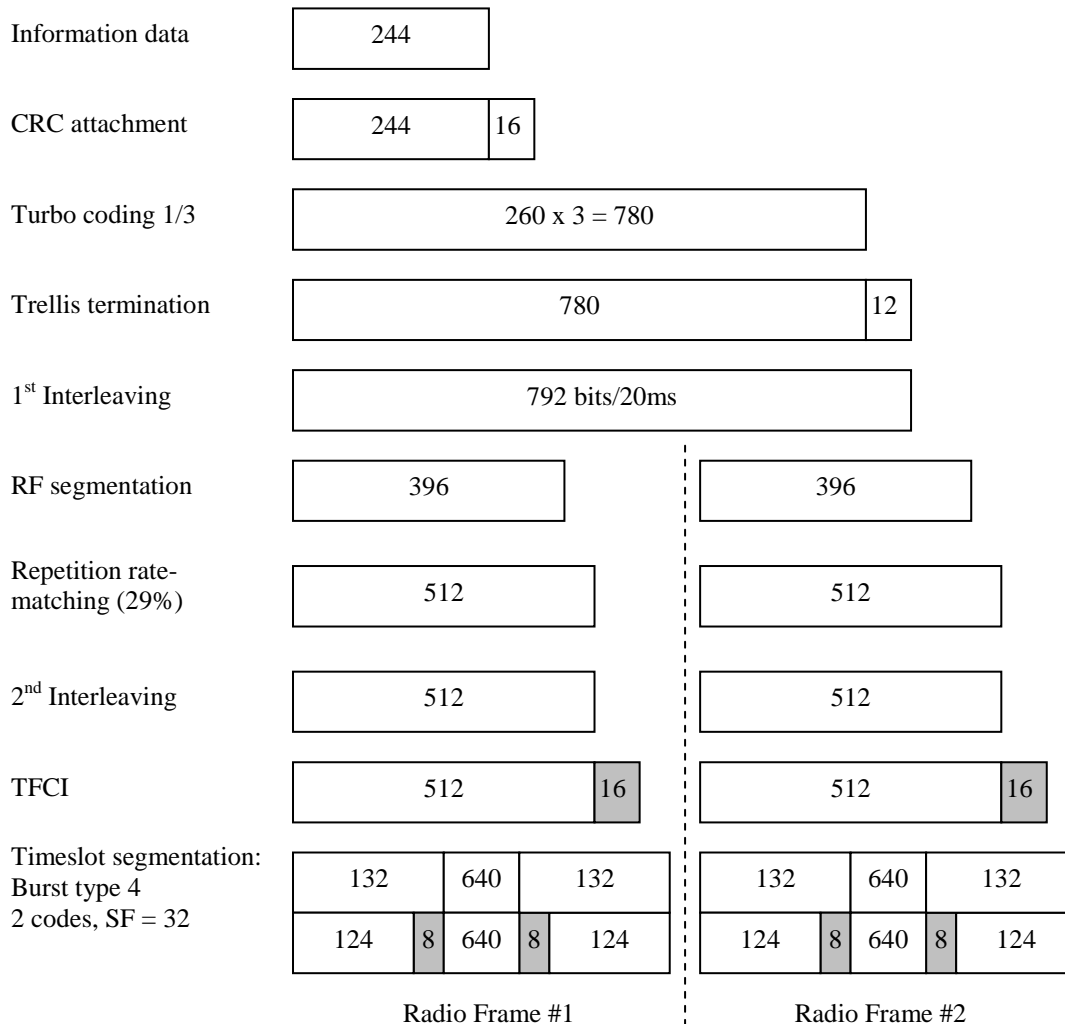 Information data
244
CRC attachment
244 16
Turbo coding 1/3
260 x 3 = 780
Trellis termination
780 12
1st Interleaving
792 bits/20ms
RF segmentation
396 396
Repetition rate-
matching (29%)
512 512
2nd Interleaving
512 512
TFCI
512 16 512 16
Timeslot segmentation:
Burst type 4
2 codes, SF = 32
132 640 132 132 640 132
124 8 640 8 124 124 8 640 8 124
Radio Frame #1 Radio Frame #2